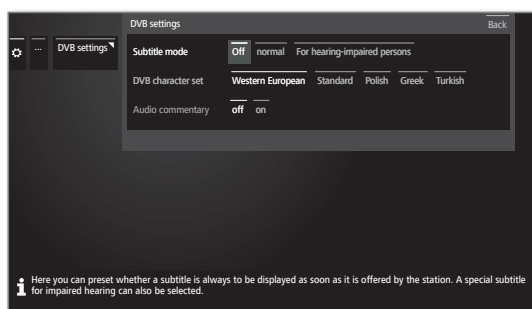 DVB settings
Back
... DVB settings
Subtitle mode Off normal For hearing-impaired persons
DVB character set Western European Standard Polish Greek Turkish
Audio commentary off on
Here you can preset whether a subtitle is always to be displayed as soon as it is offered by the station. A special subtitle
for impaired hearing can also be selected.